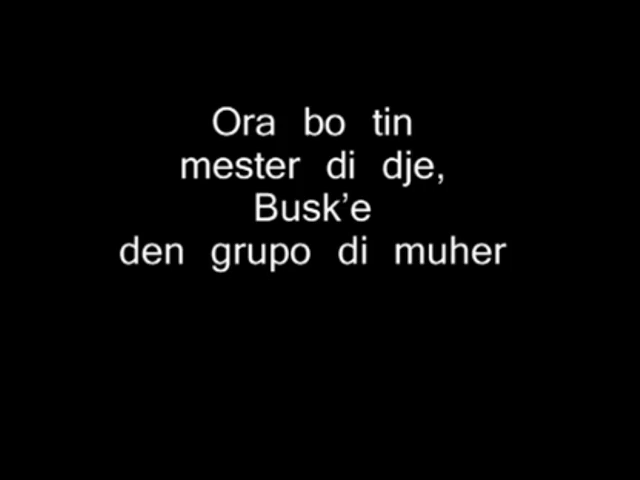 Ora bo tin
mester di dje,
Busk’e
den grupo di muher